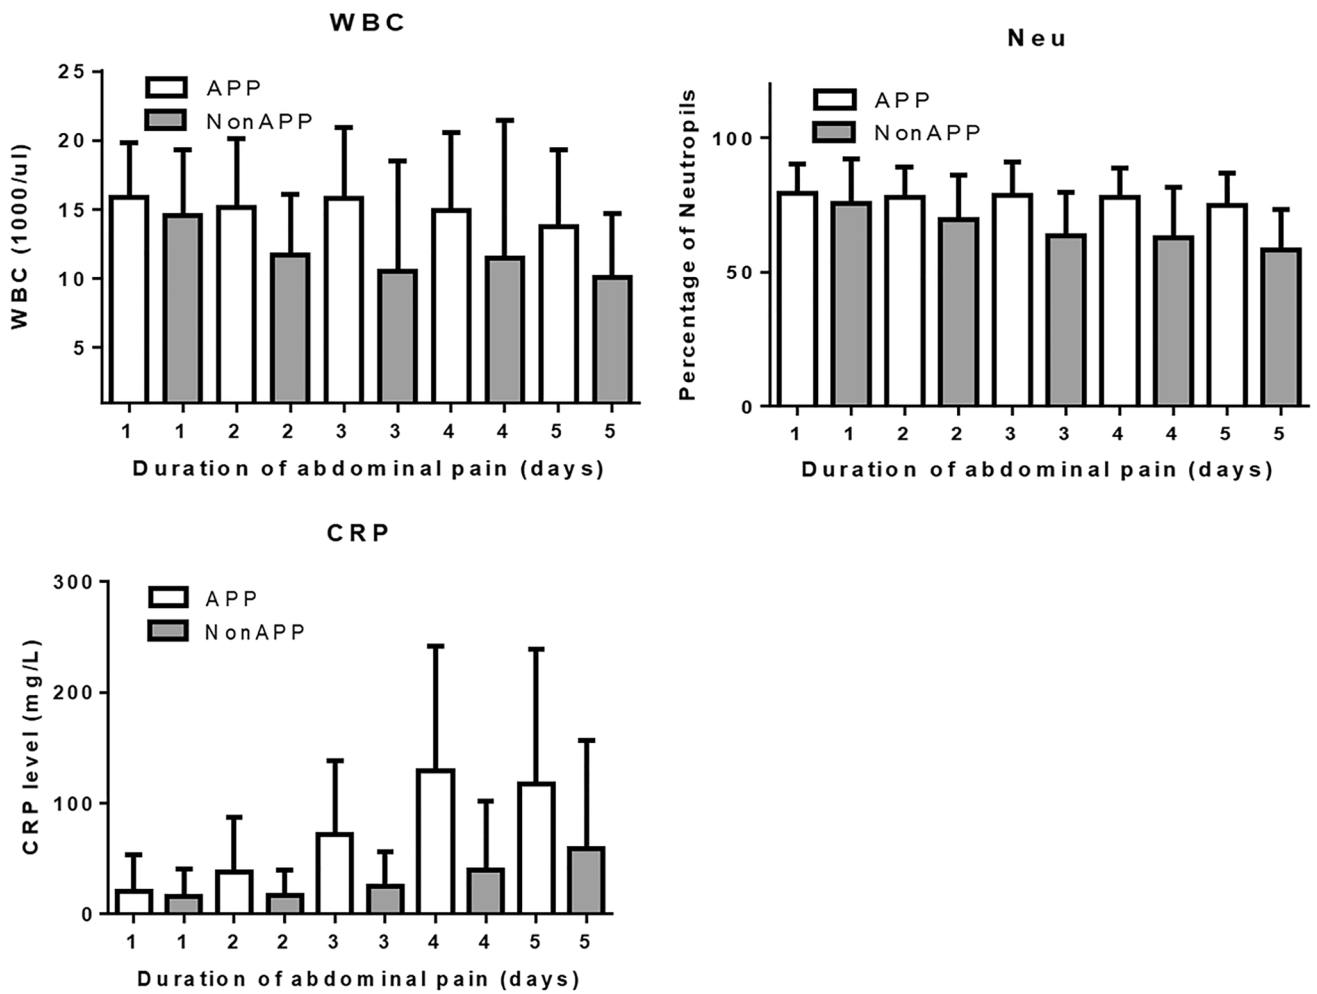 WBC
25
20
15
10
5
WBC (1000/ul)
APP
NonAPP
1 1 2 2 3 3 4 4 5 5
Duration of abdominal pain (days)
Neu
100
50
0
Percentage of Neutropils
APP
NonAPP
1 1 2 2 3 3 4 4 5 5
Duration of abdominal pain (days)
CRP
300
200
100
0
CRP level (mg/L)
APP
NonAPP
1 1 2 2 3 3 4 4 5 5
Duration of abdominal pain (days)